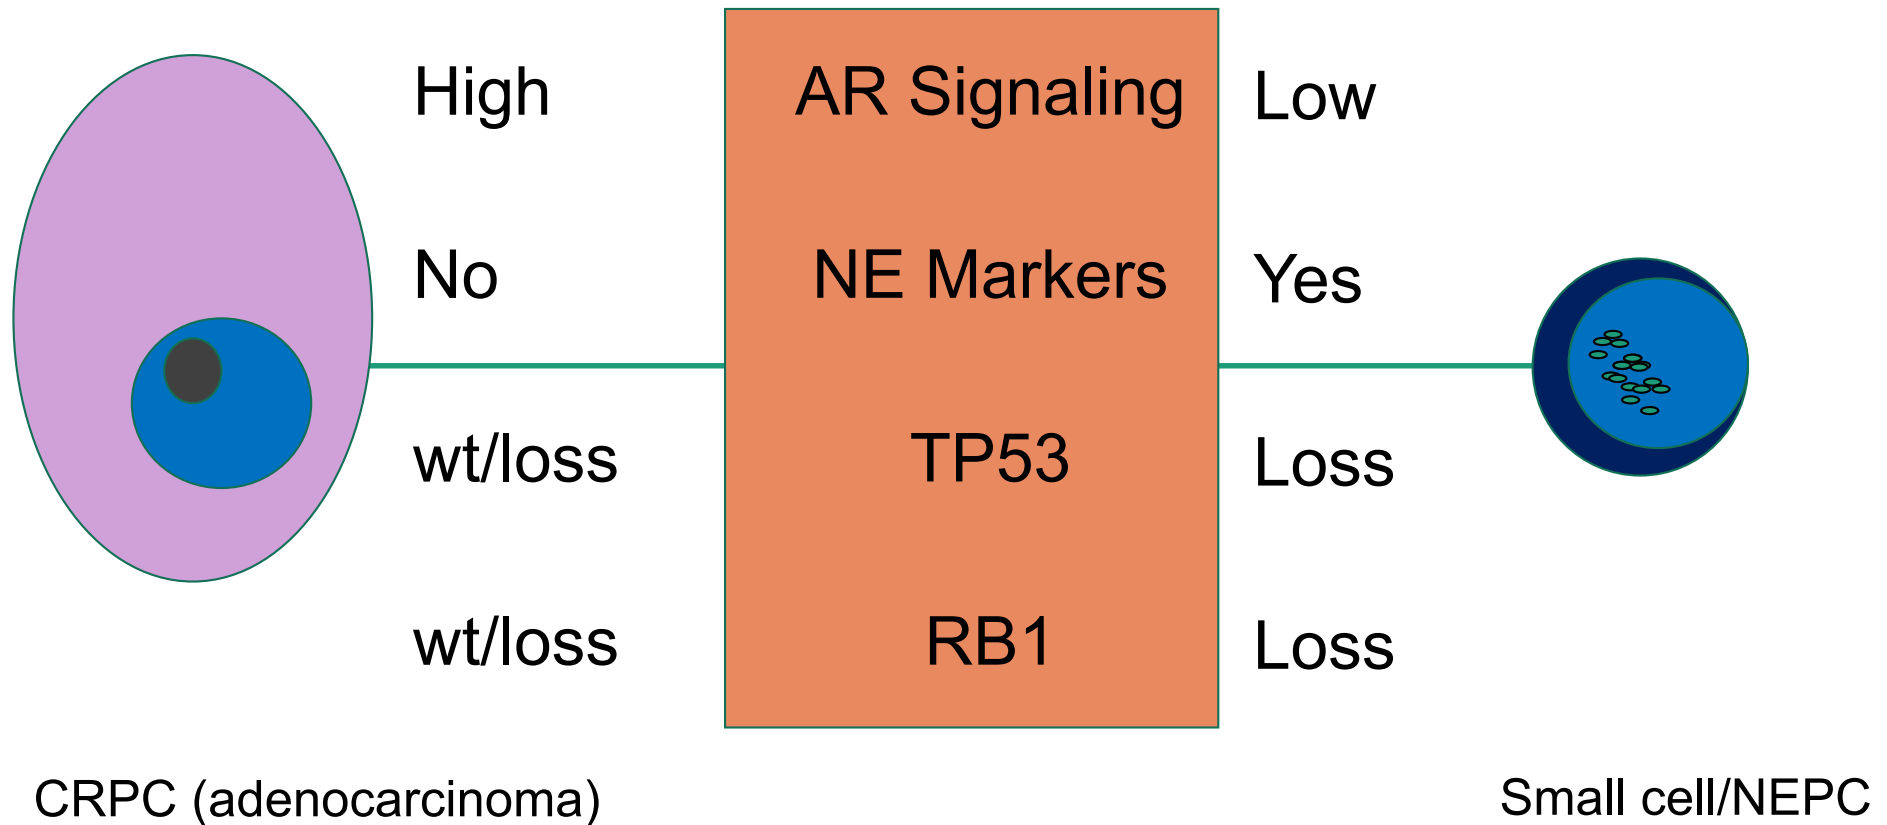 High AR Signaling Low
No NE Markers Yes
wt/loss TP53 Loss
wt/loss RB1 Loss
CRPC (adenocarcinoma) Small cell/NEPC